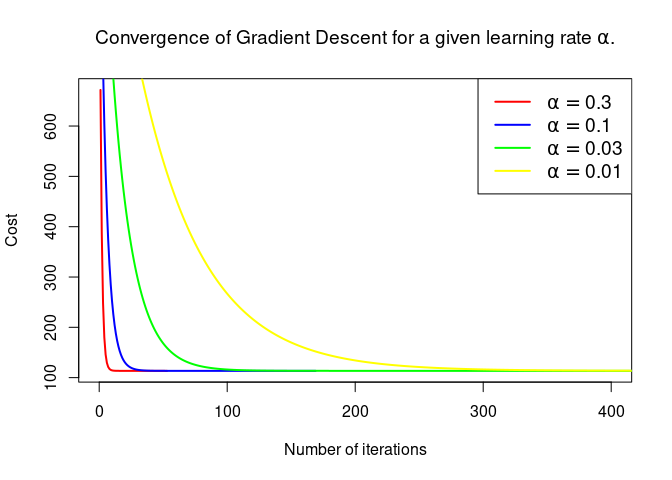 Convergence of Gradient Descent for a given learning rate α.
α = 0.3
α = 0.1
α = 0.03
α = 0.01
Cost
600
500
400
300
200
100
0 100 200 300 400
Number of iterations